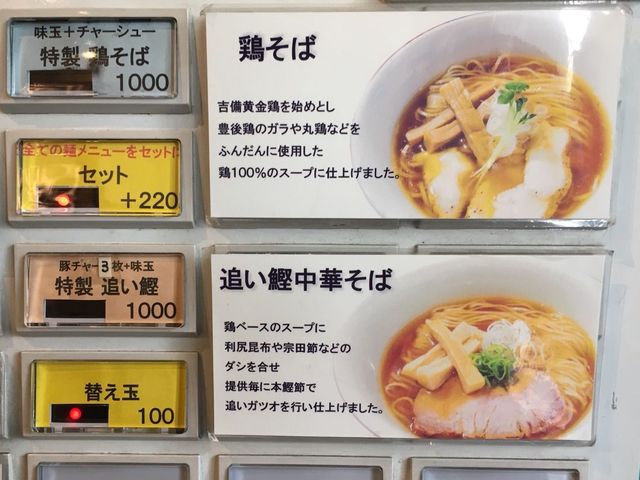 味玉+チャーシュー
特製 鶏そば
1000
全ての麺メニューをセットに
セット
+220
豚チャー3枚+味玉
特製 追い鰹
1000
替え玉
100
鶏そば
吉備黄金鶏を始めとし
豊後鶏のガラや丸鶏などを
ふんだんに使用した
鶏100%のスープに仕上げました。
追い鰹中華そば
鶏ベースのスープに
利尻昆布や宗田節などの
ダシを合せ
提供毎に本鰹節で
追いガツオを行い仕上げました。